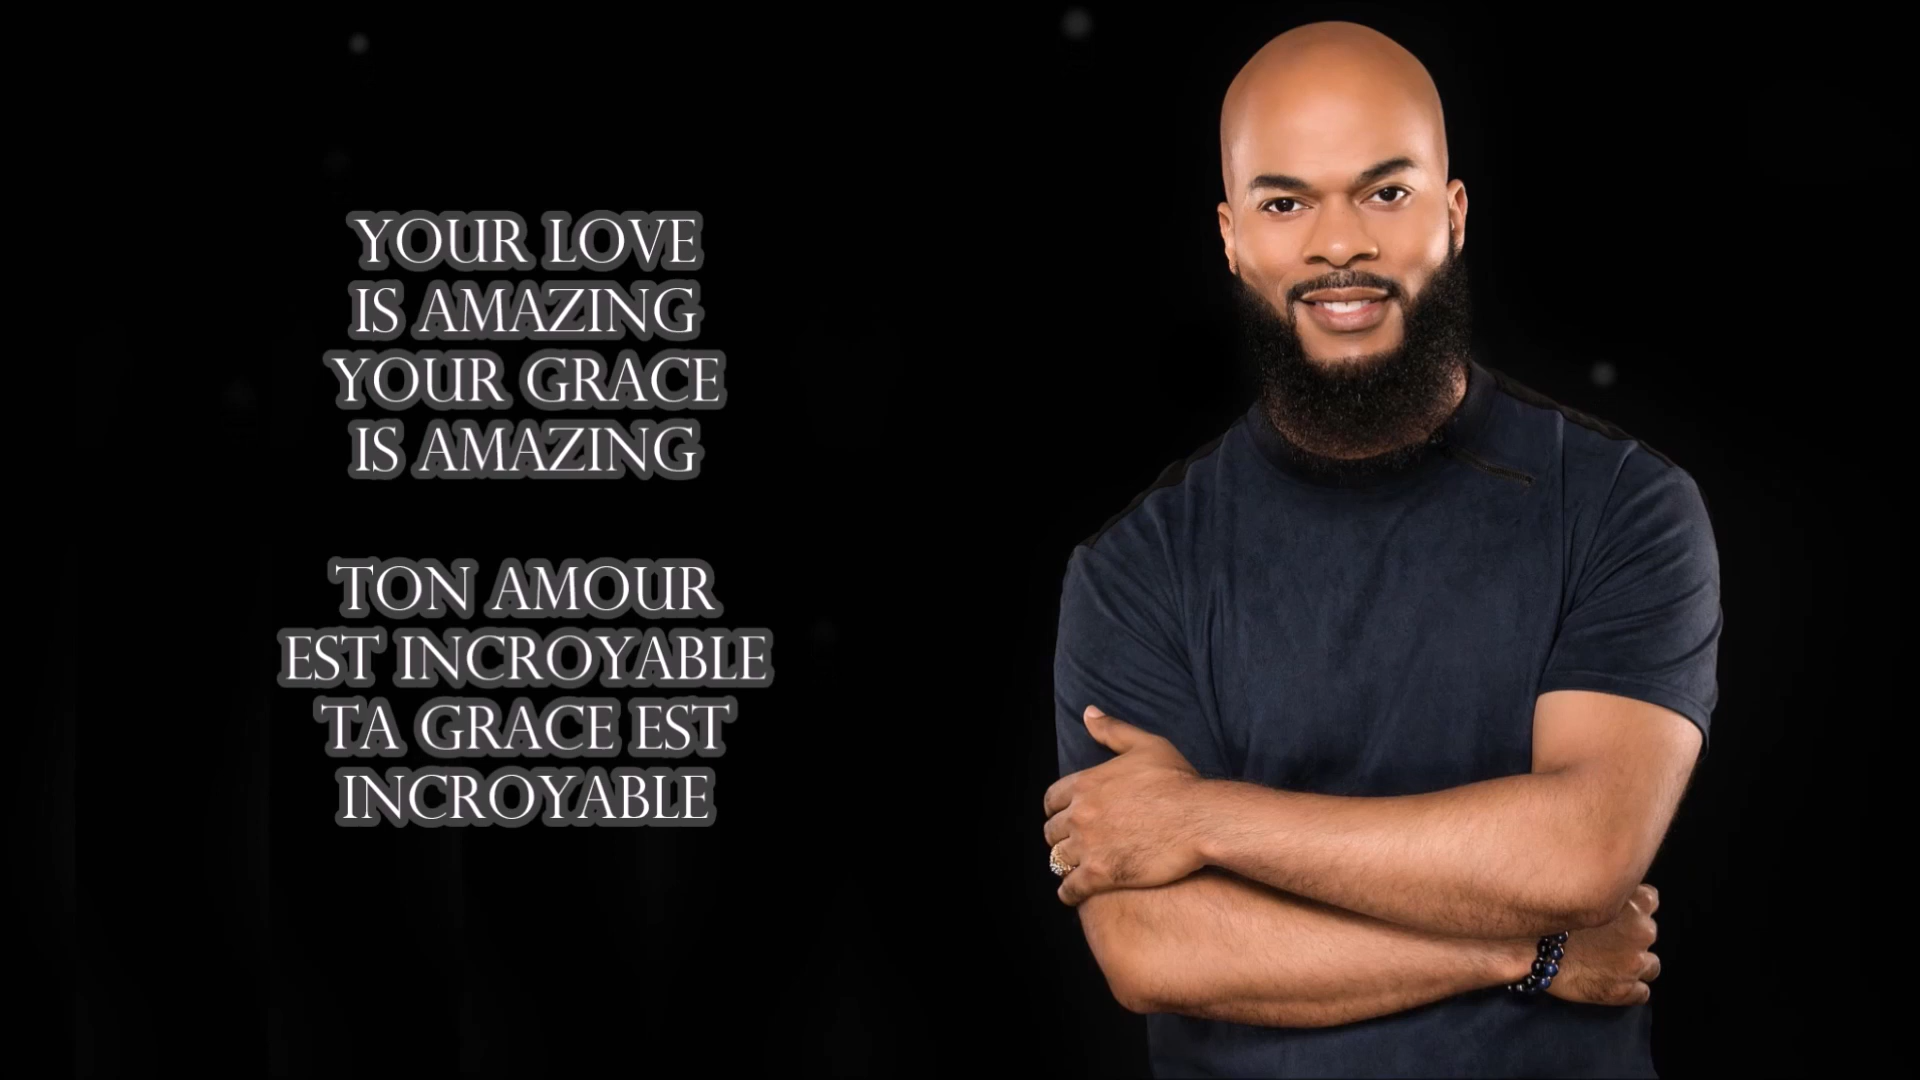 YOUR LOVE
IS AMAZING
YOUR GRACE
IS AMAZING
TON AMOUR
EST INCROYABLE
TA GRACE EST
INCROYABLE